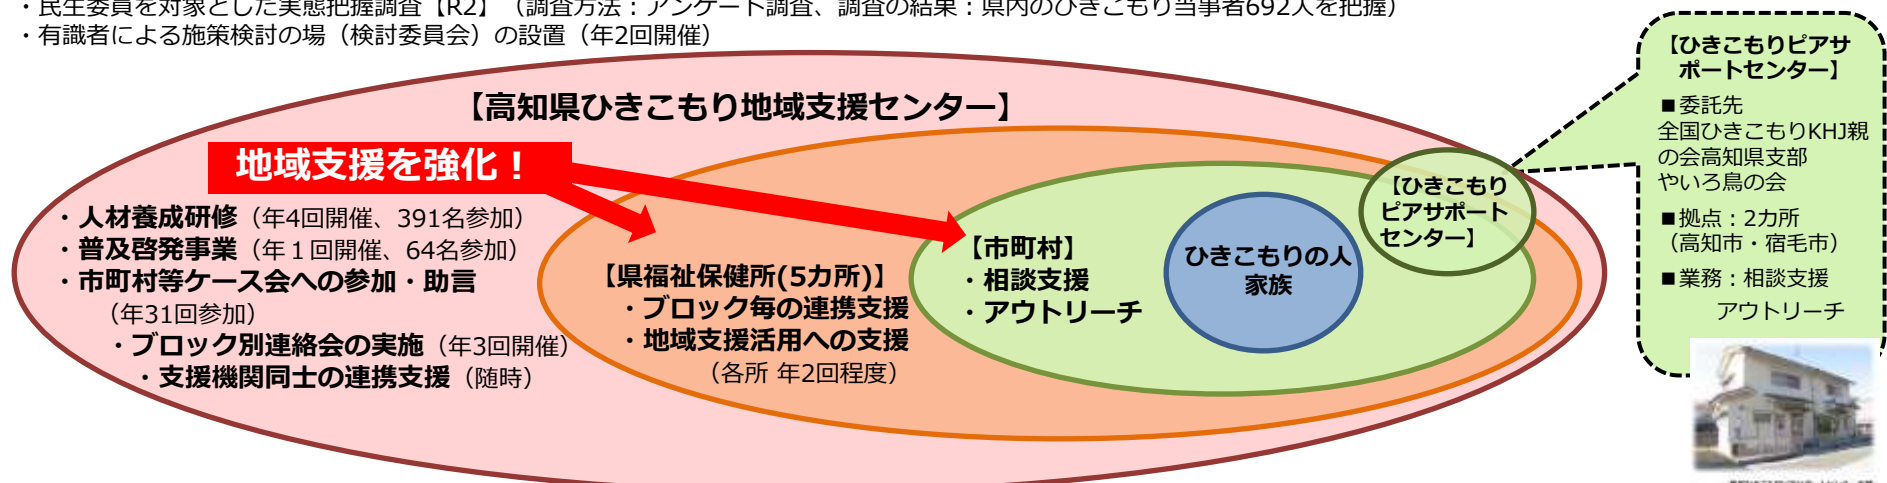 ・民生委員を対象とした実態把握調査【R2】（調査方法：アンケート調査、調査の結果：県内のひきこもり当事者692人を把握）
・有識者による施策検討の場（検討委員会）の設置（年2回開催）
【高知県ひきこもり地域支援センター】
地域支援を強化！
・人材養成研修（年4回開催、391名参加）
・普及啓発事業（年１回開催、64名参加）
・市町村等ケース会への参加・助言
（年31回参加）
・ブロック別連絡会の実施（年3回開催）
・支援機関同士の連携支援（随時）
【県福祉保健所(5カ所)】
・ブロック毎の連携支援
・地域支援活用への支援
（各所 年2回程度）
【市町村】
・相談支援
・アウトリーチ
ひきこもりの人
家族
【ひきこもり
ピアサポート
センター】
【ひきこもりピアサ
ポートセンター】
■委託先
全国ひきこもりKHJ親
の会高知県支部
やいろ鳥の会
■拠点：2カ所
（高知市・宿毛市）
■業務：相談支援
アウトリーチ